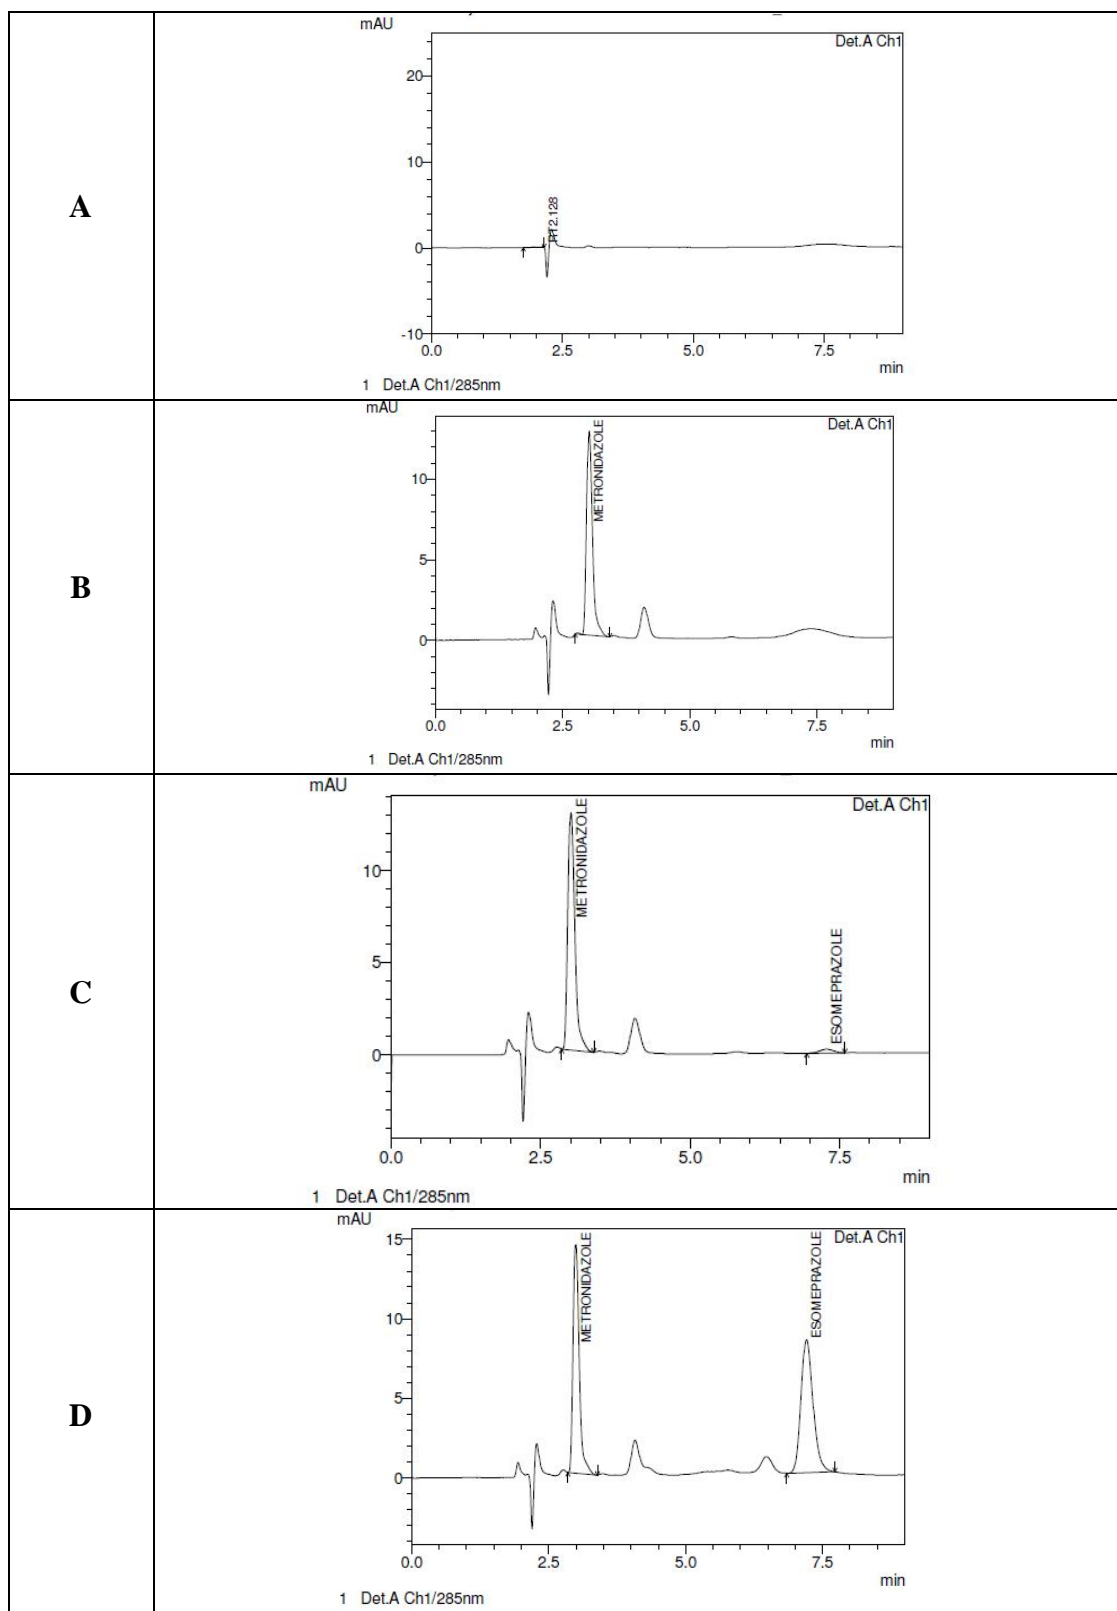 A
mAU
Det.A Ch1
20
10
0
-10
RT2.128
0.0 2.5 5.0 7.5
min
1 Det.A Ch1/285nm
B
mAU
Det.A Ch1
10
5
0
METRONIDAZOLE
0.0 2.5 5.0 7.5
min
1 Det.A Ch1/285nm
C
mAU
Det.A Ch1
10
5
0
METRONIDAZOLE
ESOMEPRAZOLE
0.0 2.5 5.0 7.5
min
1 Det.A Ch1/285nm
D
mAU
Det.A Ch1
15
10
5
0
METRONIDAZOLE
ESOMEPRAZOLE
0.0 2.5 5.0 7.5
min
1 Det.A Ch1/285nm